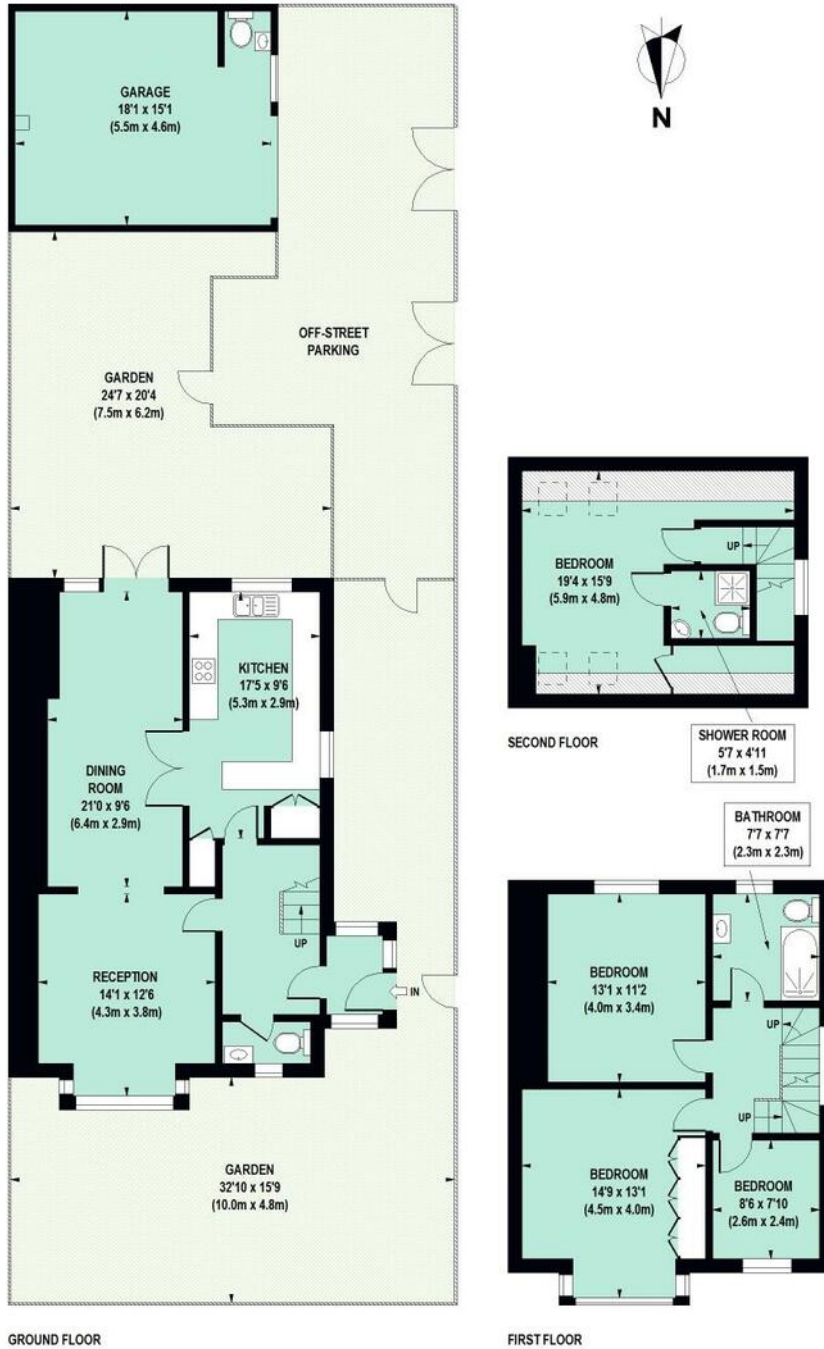 GARAGE
18'1 x 15'1
(5.5m x 4.6m)
N
OFF-STREET
PARKING
GARDEN
24'7 x 20'4
(7.5m x 6.2m)
KITCHEN
17'5 x 9'6
(5.3m x 2.9m)
DINING
ROOM
21'0 x 9'6
(6.4m x 2.9m)
UP
RECEPTION
14'1 x 12'6
(4.3m x 3.8m)
IN
GARDEN
32'10 x 15'9
(10.0m x 4.8m)
GROUND FLOOR
UP
BEDROOM
19'4 x 15'9
(5.9m x 4.8m)
SECOND FLOOR
SHOWER ROOM
5'7 x 4'11
(1.7m x 1.5m)
BATHROOM
7'7 x 7'7
(2.3m x 2.3m)
BEDROOM
13'1 x 11'2
(4.0m x 3.4m)
UP
UP
BEDROOM
14'9 x 13'1
(4.5m x 4.0m)
BEDROOM
8'6 x 7'10
(2.6m x 2.4m)
FIRST FLOOR